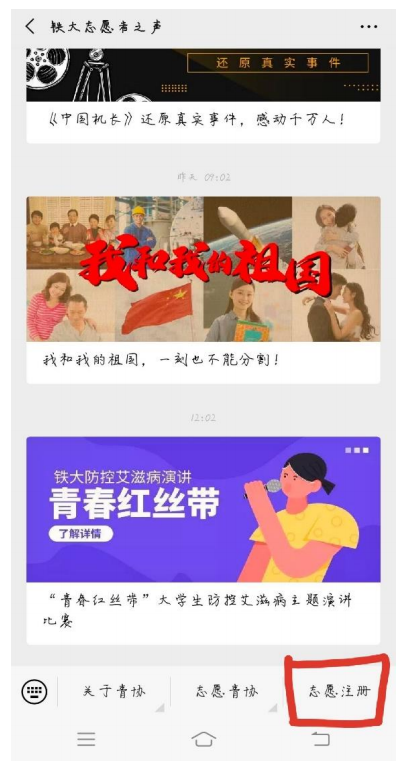 铁大志愿者之声
还原真实事件
《中国机长》还原真实事件，感动千万人！
昨天 09:02
我和我的祖国
我和我的祖国，一刻也不能分割！
12:02
铁大防控艾滋病演讲
青春红丝带
了解详情
“青春红丝带”大学生防控艾滋病主题演讲
比赛
关于青协
志愿青协
志愿注册